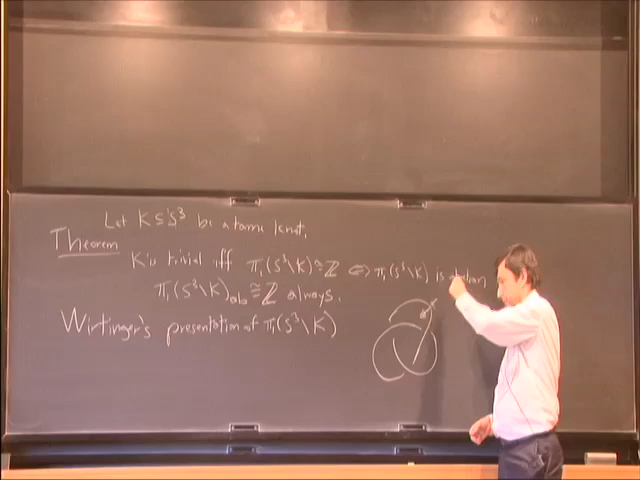 Let K ⊆ S³ be a tame knot.
Theorem
K is trivial iff π₁(S³\K) ≅ ℤ ⟺ π₁(S³\K) is abelian
π₁(S³\K)ab ≅ ℤ always.
Wirtinger's presentation of π₁(S³\K)